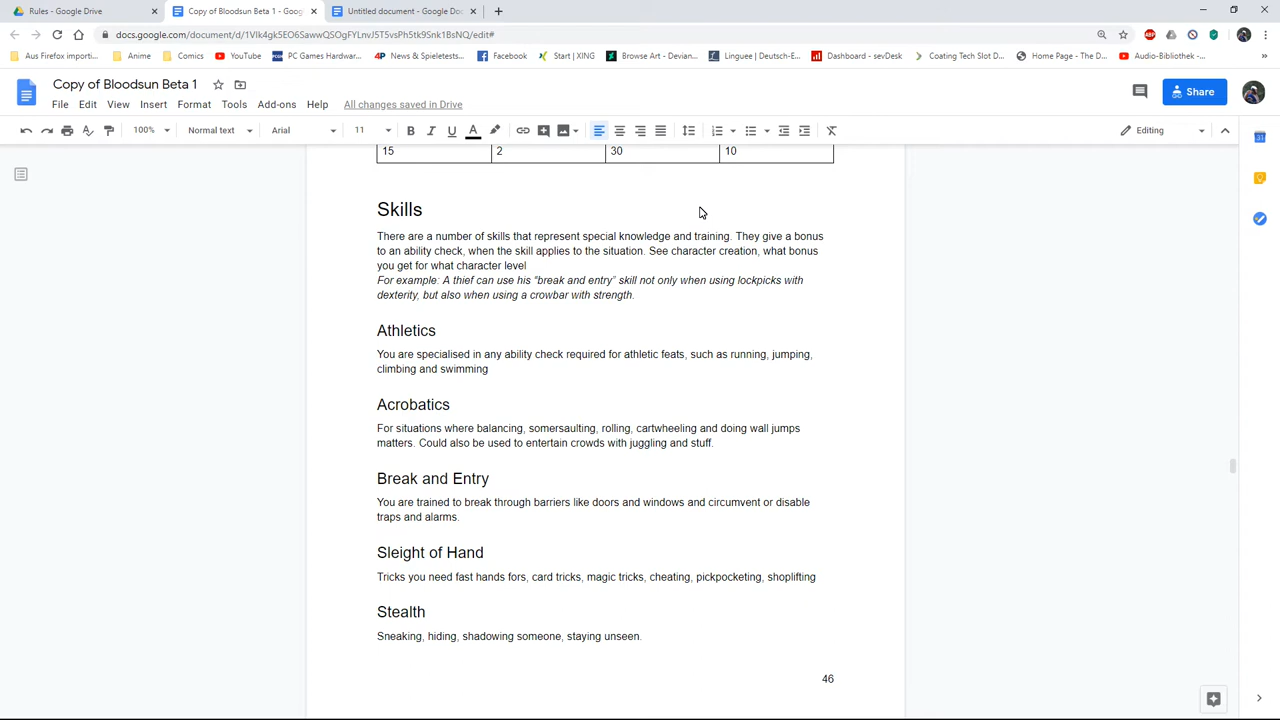 Rules - Google Drive
Copy of Bloodsun Beta 1 - Goog
Untitled document - Google Doc
docs.google.com/document/d/1VIk4gk5EO6SawwQSOgFYLnvJ5T5vsPh5tk9Snk18sNQ/edit#
Aus Firefox importi...
Anime
Comics
YouTube
PC Games Hardwar...
News & Spieletests...
Facebook
Start | XING
Browse Art - Devian...
Linguee | Deutsch-E...
Dashboard - sevDesk
Coating Tech Slot D...
Home Page - The D...
Audio-Bibliothek -...
Copy of Bloodsun Beta 1
Share
File Edit View Insert Format Tools Add-ons Help All changes saved in Drive
100% Normal text Arial 11 B I U A Editing
15 2 30 10
Skills
There are a number of skills that represent special knowledge and training. They give a bonus
to an ability check, when the skill applies to the situation. See character creation, what bonus
you get for what character level
For example: A thief can use his “break and entry” skill not only when using lockpicks with
dexterity, but also when using a crowbar with strength.
Athletics
You are specialised in any ability check required for athletic feats, such as running, jumping,
climbing and swimming
Acrobatics
For situations where balancing, somersaulting, rolling, cartwheeling and doing wall jumps
matters. Could also be used to entertain crowds with juggling and stuff.
Break and Entry
You are trained to break through barriers like doors and windows and circumvent or disable
traps and alarms.
Sleight of Hand
Tricks you need fast hands fors, card tricks, magic tricks, cheating, pickpocketing, shoplifting
Stealth
Sneaking, hiding, shadowing someone, staying unseen.
46